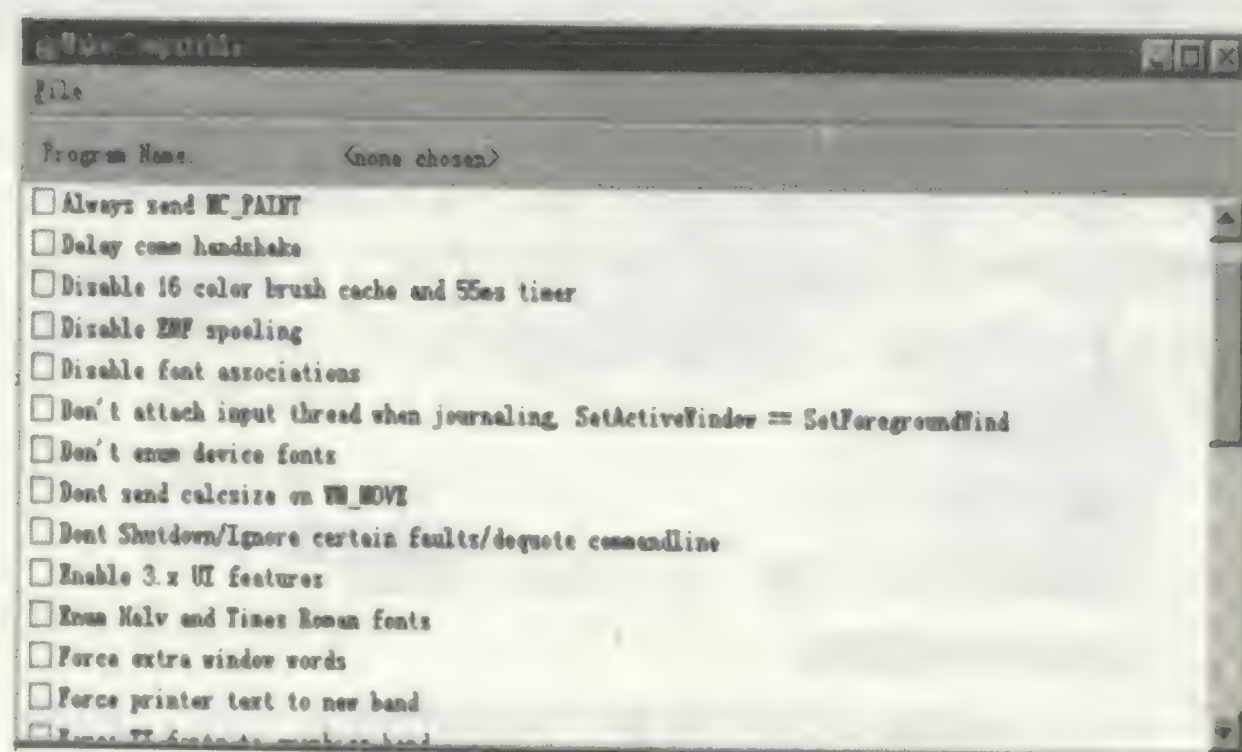 Make Compatible
File
Program Name: <none chosen>
Always send NC_PAINT
Delay comm handshake
Disable 16 color brush cache and 55ms timer
Disable EMF spooling
Disable font associations
Don't attach input thread when journaling, SetActiveWindow == SetForegroundWind
Don't enum device fonts
Dont send calcsize on WM_MOVE
Dont Shutdown/Ignore certain faults/dequote commandline
Enable 3.x UI features
Enum Helv and Times Roman fonts
Force extra window words
Force printer text to new band